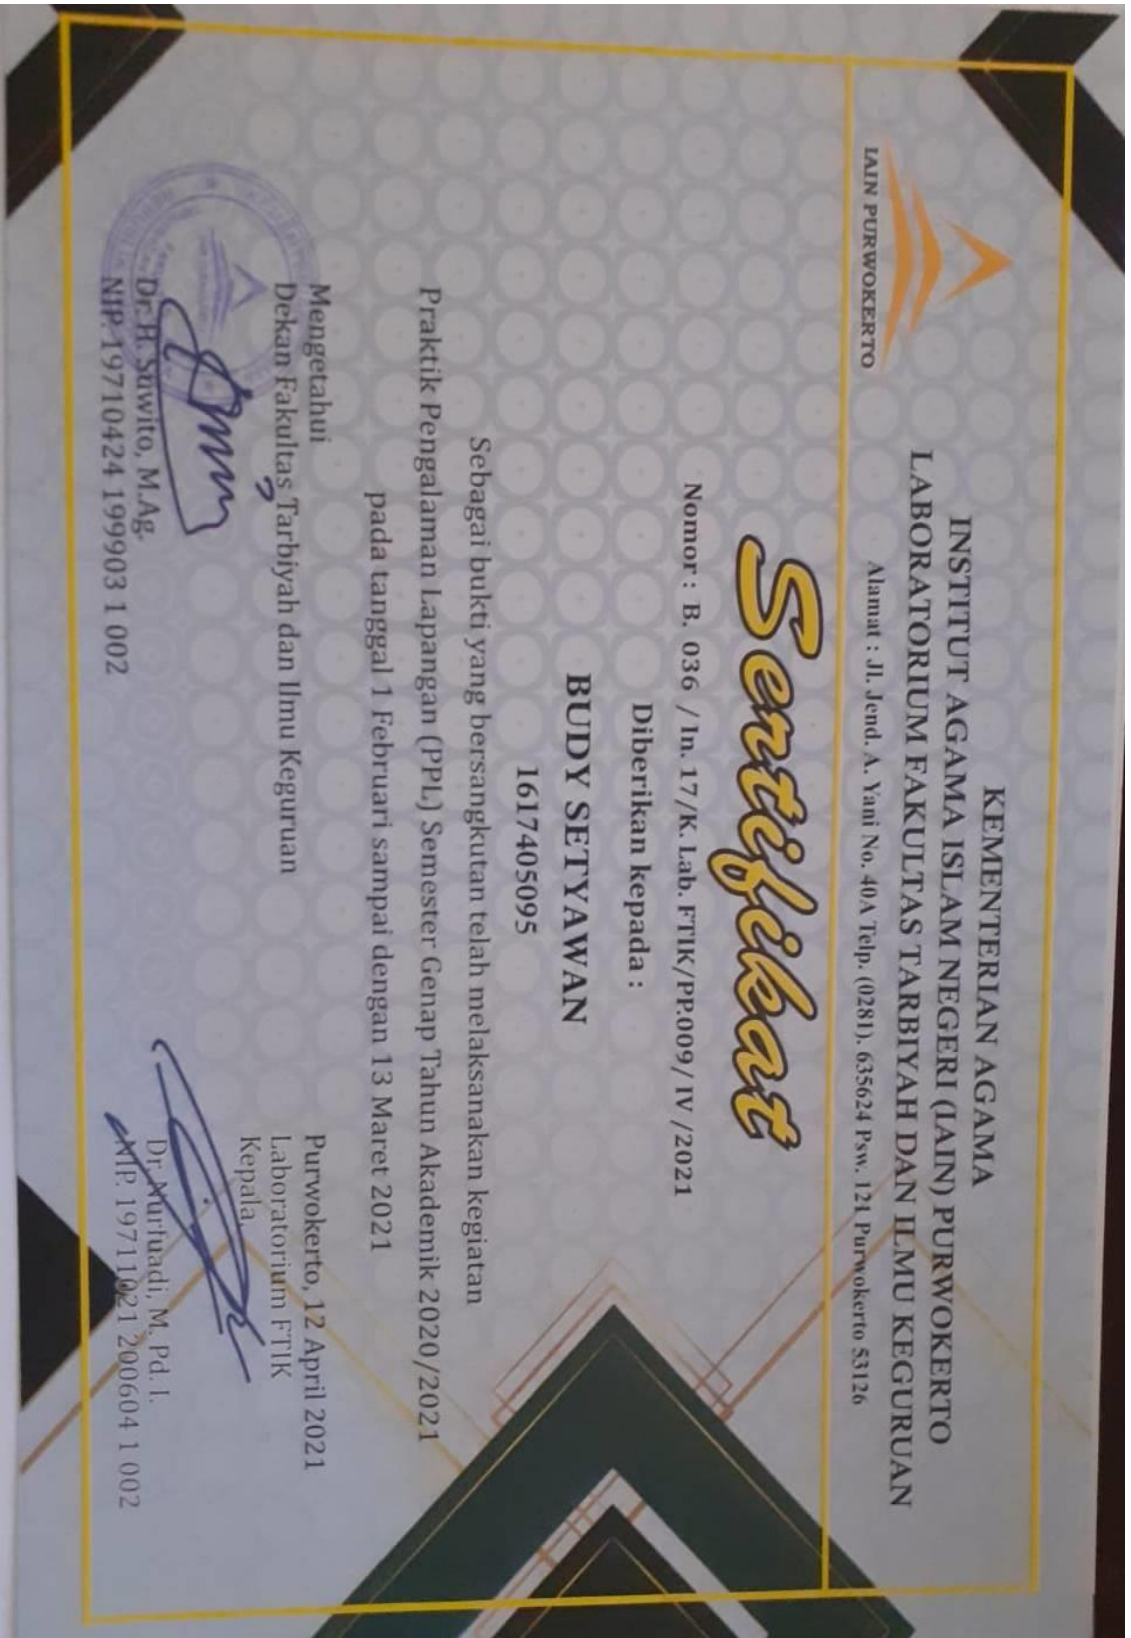 IAIN PURWOKERTO
KEMENTERIAN AGAMA
INSTITUT AGAMA ISLAM NEGERI (IAIN) PURWOKERTO
LABORATORIUM FAKULTAS TARBIYAH DAN ILMU KEGURUAN
Alamat : Jl. Jend. A. Yani No. 40A Telp. (0281). 635624 Psw. 121 Purwokerto 53126
Sertifikat
Nomor : B. 036 / In. 17/K. Lab. FTIK/PP.009/ IV /2021
Diberikan kepada :
BUDY SETYAWAN
1617405095
Sebagai bukti yang bersangkutan telah melaksanakan kegiatan
Praktik Pengalaman Lapangan (PPL) Semester Genap Tahun Akademik 2020/2021
pada tanggal 1 Februari sampai dengan 13 Maret 2021
Mengetahui
Dekan Fakultas Tarbiyah dan Ilmu Keguruan
Dr. H. Suwito, M.Ag.
NIP. 19710424 199903 1 002
Purwokerto, 12 April 2021
Laboratorium FTIK
Kepala,
Dr. Nurfuadi, M. Pd. I.
NIP. 19711021 200604 1 002